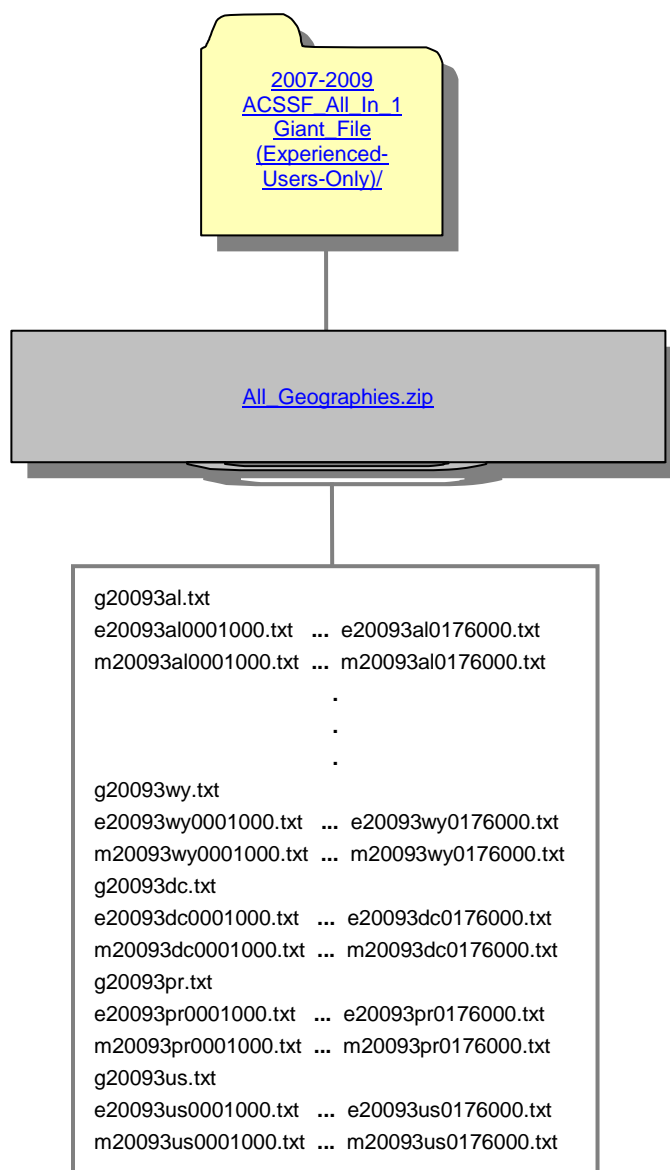 2007-2009
ACSSF_All_In_1
Giant_File
(Experienced-
Users-Only)/
All_Geographies.zip
g20093al.txt
e20093al0001000.txt ... e20093al0176000.txt
m20093al0001000.txt ... m20093al0176000.txt
.
.
.
g20093wy.txt
e20093wy0001000.txt ... e20093wy0176000.txt
m20093wy0001000.txt ... m20093wy0176000.txt
g20093dc.txt
e20093dc0001000.txt ... e20093dc0176000.txt
m20093dc0001000.txt ... m20093dc0176000.txt
g20093pr.txt
e20093pr0001000.txt ... e20093pr0176000.txt
m20093pr0001000.txt ... m20093pr0176000.txt
g20093us.txt
e20093us0001000.txt ... e20093us0176000.txt
m20093us0001000.txt ... m20093us0176000.txt